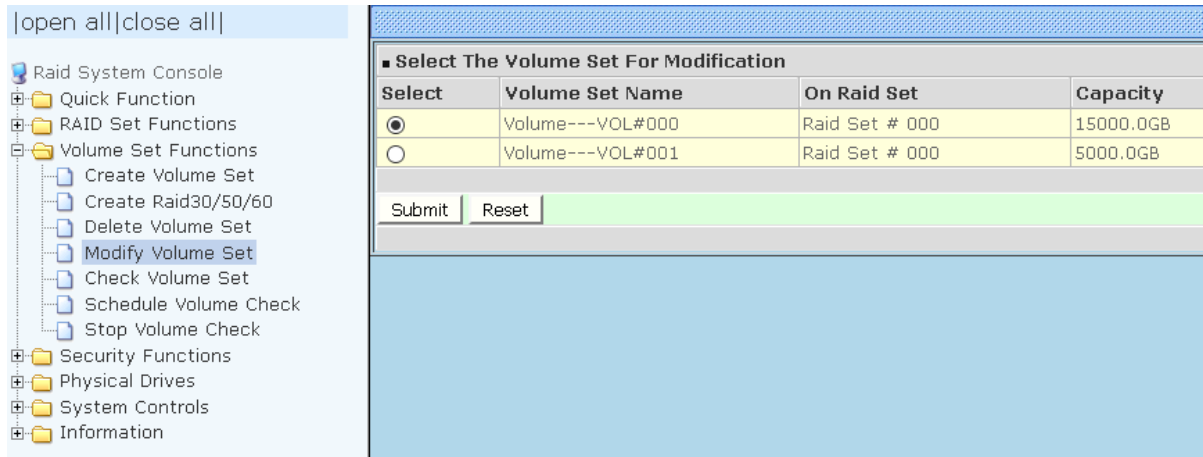 |open all|close all|
Raid System Console
Quick Function
RAID Set Functions
Volume Set Functions
Create Volume Set
Create Raid30/50/60
Delete Volume Set
Modify Volume Set
Check Volume Set
Schedule Volume Check
Stop Volume Check
Security Functions
Physical Drives
System Controls
Information
Select The Volume Set For Modification
Select Volume Set Name On Raid Set Capacity
Volume---VOL#000 Raid Set # 000 15000.0GB
Volume---VOL#001 Raid Set # 000 5000.0GB
Submit Reset